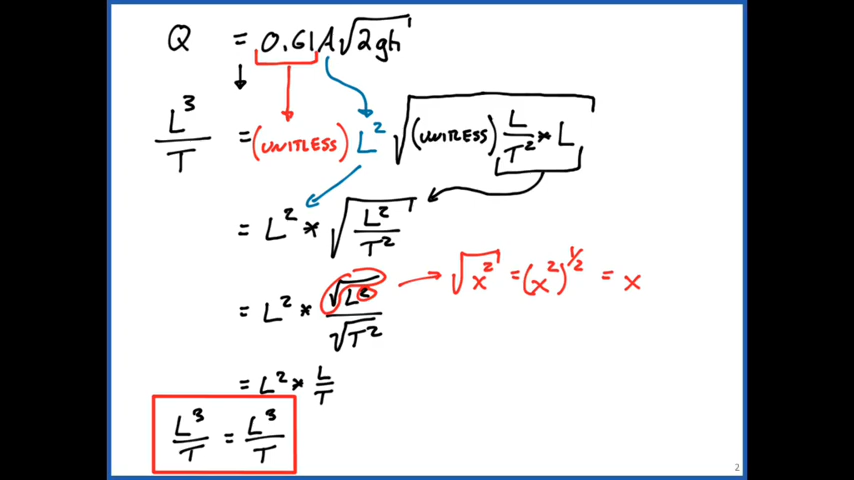 Q = 0.61A√2gh
L³/T = (UNITLESS) L² √(UNITLESS) L/T² * L
= L² * √L²/T²
= L² * √L²/√T² → √x² = (x²)^1/2 = x
= L² * L/T
L³/T = L³/T
2